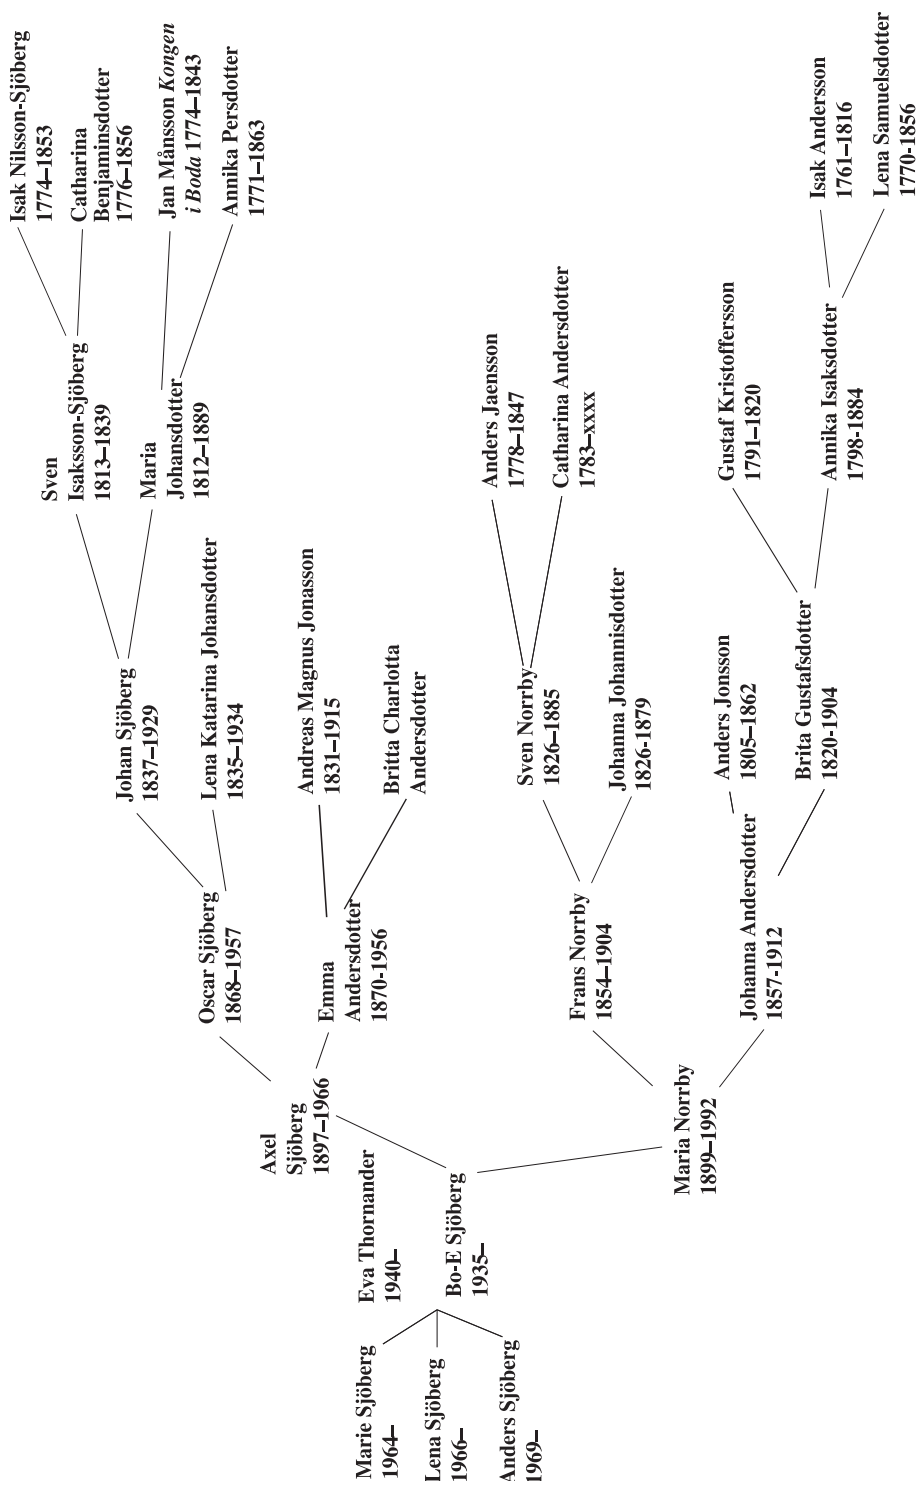 Isak Nilsson-Sjöberg
1774–1853
Catharina
Benjaminsdotter
1776–1856
Jan Månsson Kongen
i Boda 1774–1843
Annika Persdotter
1771–1863
Sven
Isaksson-Sjöberg
1813–1839
Maria
Johansdotter
1812–1889
Johan Sjöberg
1837–1929
Lena Katarina Johansdotter
1835–1934
Oscar Sjöberg
1868–1957
Andreas Magnus Jonasson
1831–1915
Britta Charlotta
Andersdotter
Emma
Andersdotter
1870-1956
Axel
Sjöberg
1897–1966
Eva Thornander
1940–
Bo-E Sjöberg
1935–
Marie Sjöberg
1964–
Lena Sjöberg
1966–
Anders Sjöberg
1969–
Anders Jaensson
1778–1847
Catharina Andersdotter
1783–xxxx
Sven Norrby
1826–1885
Johanna Johannisdotter
1826-1879
Frans Norrby
1854–1904
Maria Norrby
1899–1992
Johanna Andersdotter
1857-1912
Anders Jonsson
1805–1862
Brita Gustafsdotter
1820-1904
Gustaf Kristoffersson
1791–1820
Annika Isaksdotter
1798-1884
Isak Andersson
1761–1816
Lena Samuelsdotter
1770-1856